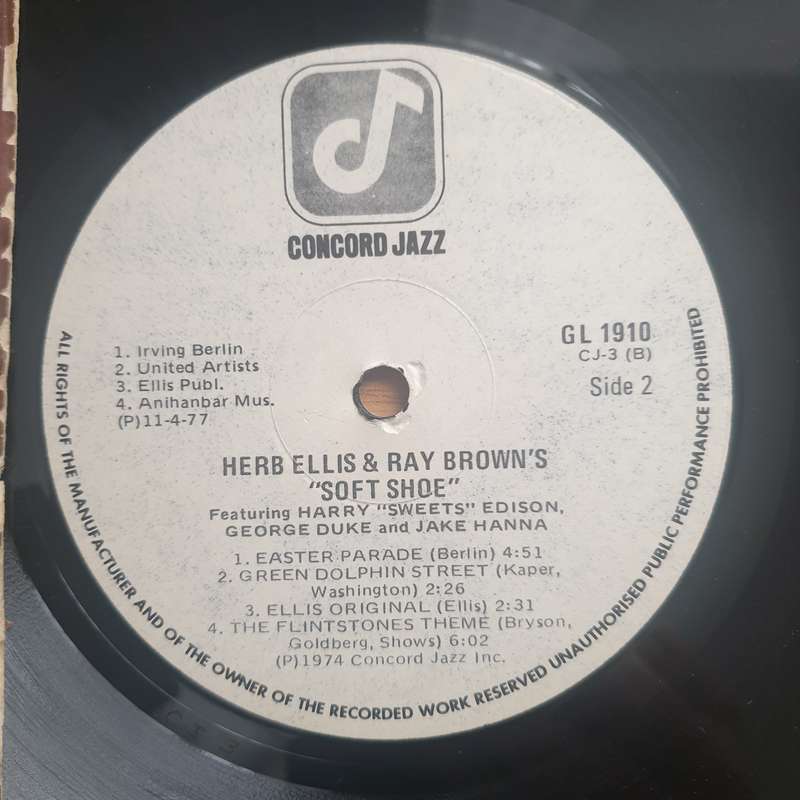 CONCORD JAZZ
1. Irving Berlin
2. United Artists
3. Ellis Publ.
4. Anihanbar Mus.
(P)11-4-77
GL 1910
CJ-3 (B)
Side 2
HERB ELLIS & RAY BROWN'S
"SOFT SHOE"
Featuring HARRY "SWEETS" EDISON,
GEORGE DUKE and JAKE HANNA
1. EASTER PARADE (Berlin) 4:51
2. GREEN DOLPHIN STREET (Kaper,
Washington) 2:26
3. ELLIS ORIGINAL (Ellis) 2:31
4. THE FLINTSTONES THEME (Bryson,
Goldberg, Shows) 6:02
(P)1974 Concord Jazz Inc.
ALL RIGHTS OF THE MANUFACTURER AND OF THE OWNER OF THE RECORDED WORK RESERVED UNAUTHORISED PUBLIC PERFORMANCE PROHIBITED